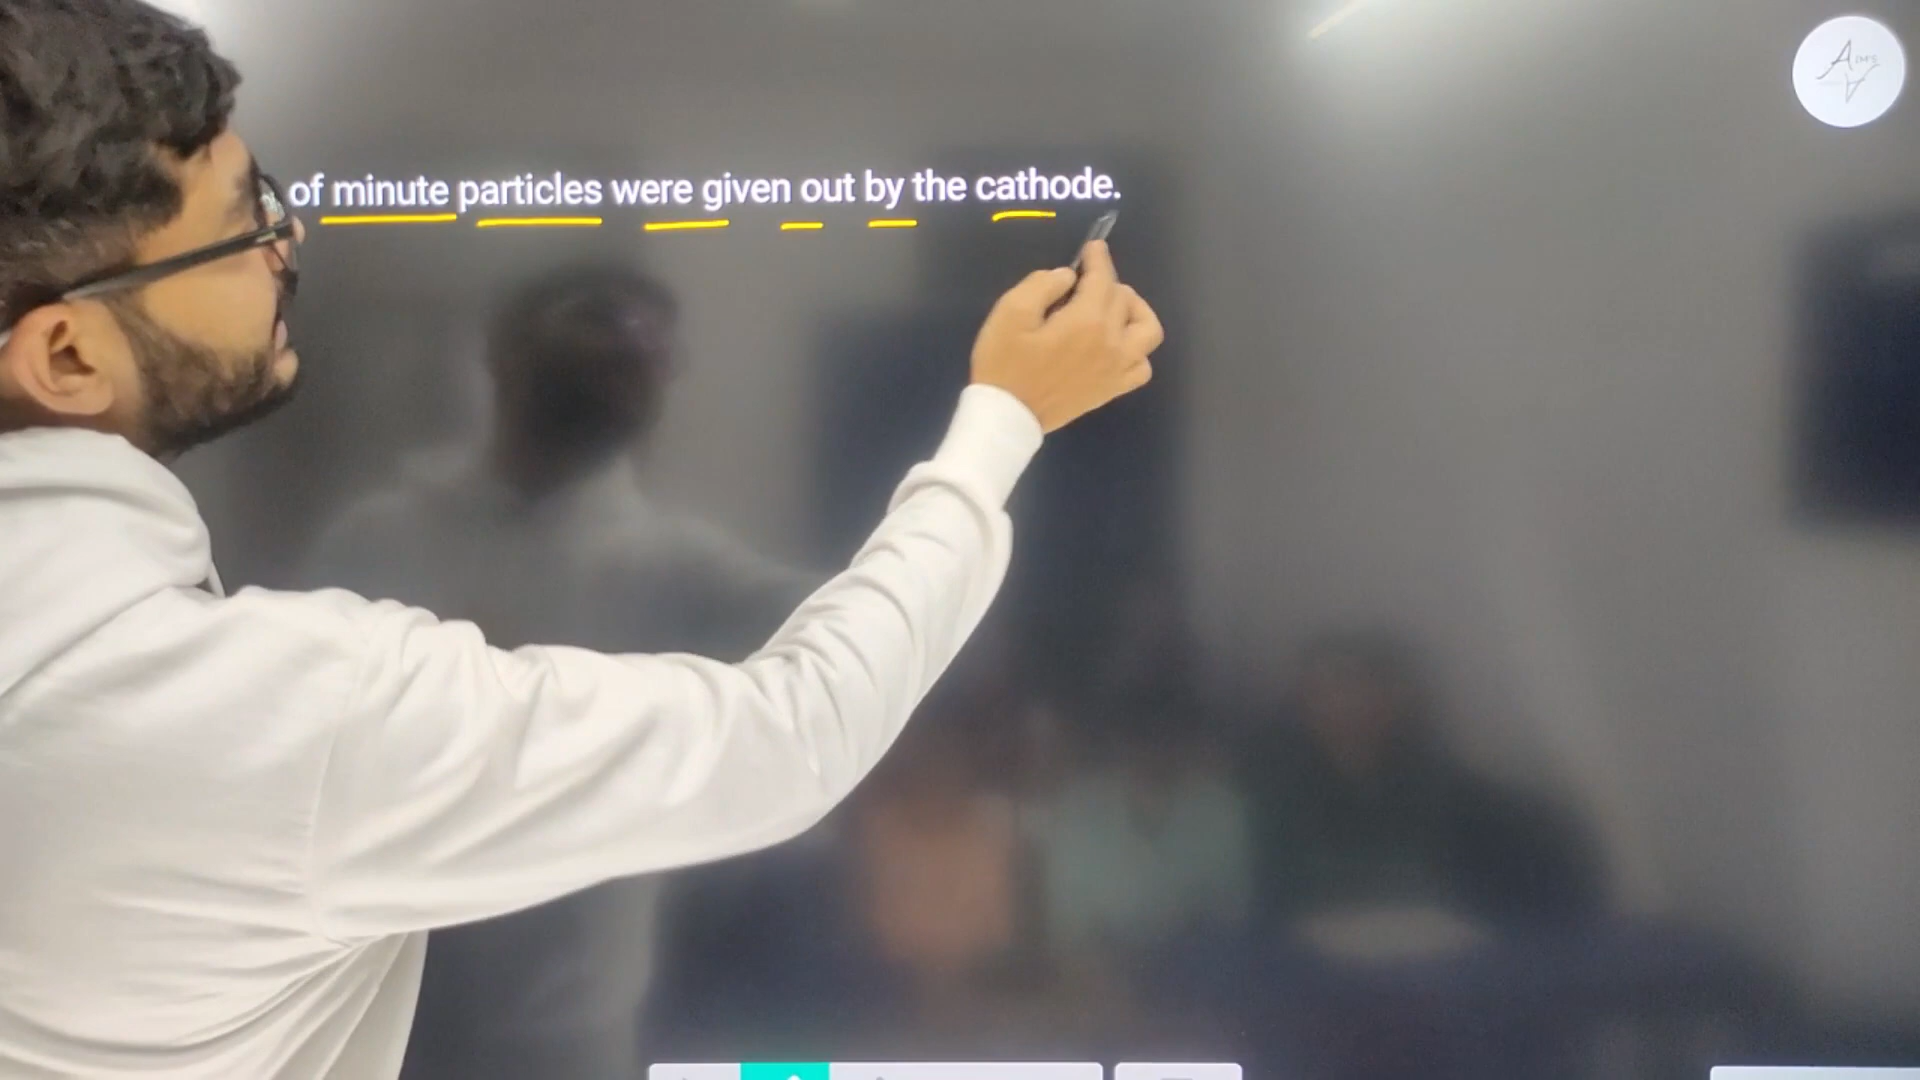 of minute particles were given out by the cathode.